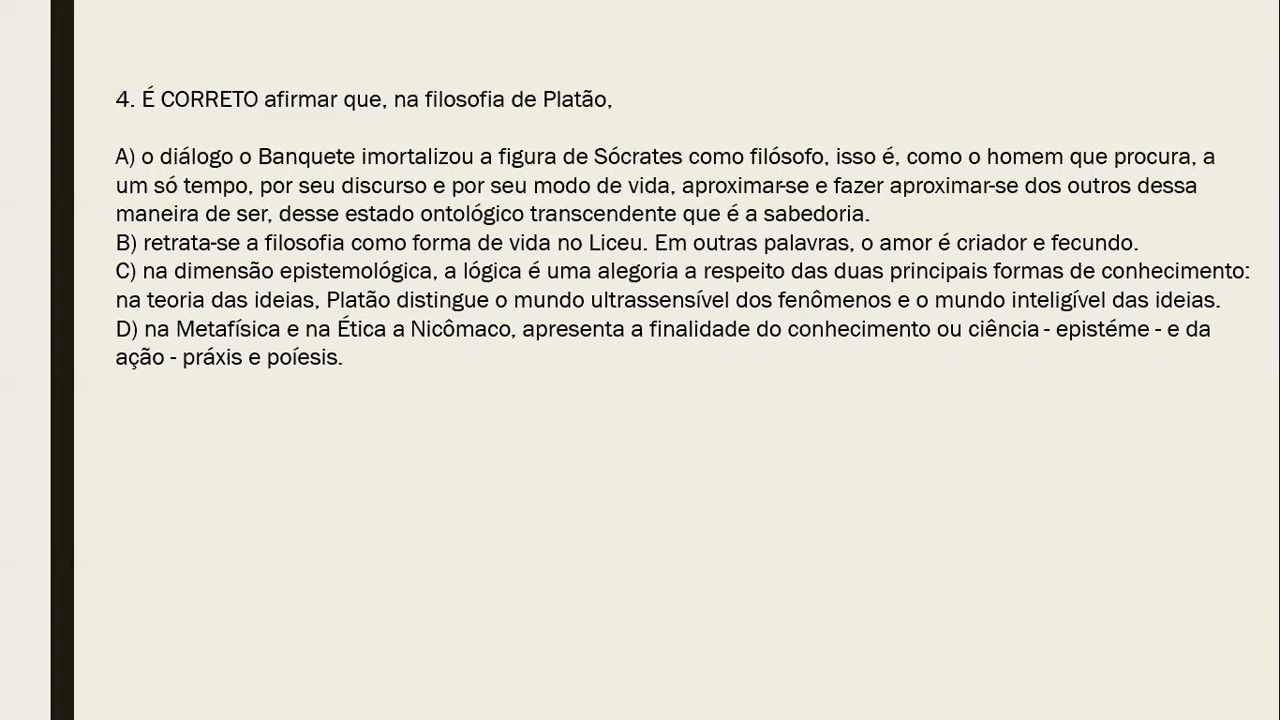 4. É CORRETO afirmar que, na filosofia de Platão,
A) o diálogo o Banquete imortalizou a figura de Sócrates como filósofo, isso é, como o homem que procura, a
um só tempo, por seu discurso e por seu modo de vida, aproximar-se e fazer aproximar-se dos outros dessa
maneira de ser, desse estado ontológico transcendente que é a sabedoria.
B) retrata-se a filosofia como forma de vida no Liceu. Em outras palavras, o amor é criador e fecundo.
C) na dimensão epistemológica, a lógica é uma alegoria a respeito das duas principais formas de conhecimento:
na teoria das ideias, Platão distingue o mundo ultrassensível dos fenômenos e o mundo inteligível das ideias.
D) na Metafísica e na Ética a Nicômaco, apresenta a finalidade do conhecimento ou ciência - epistéme - e da
ação - práxis e poíesis.